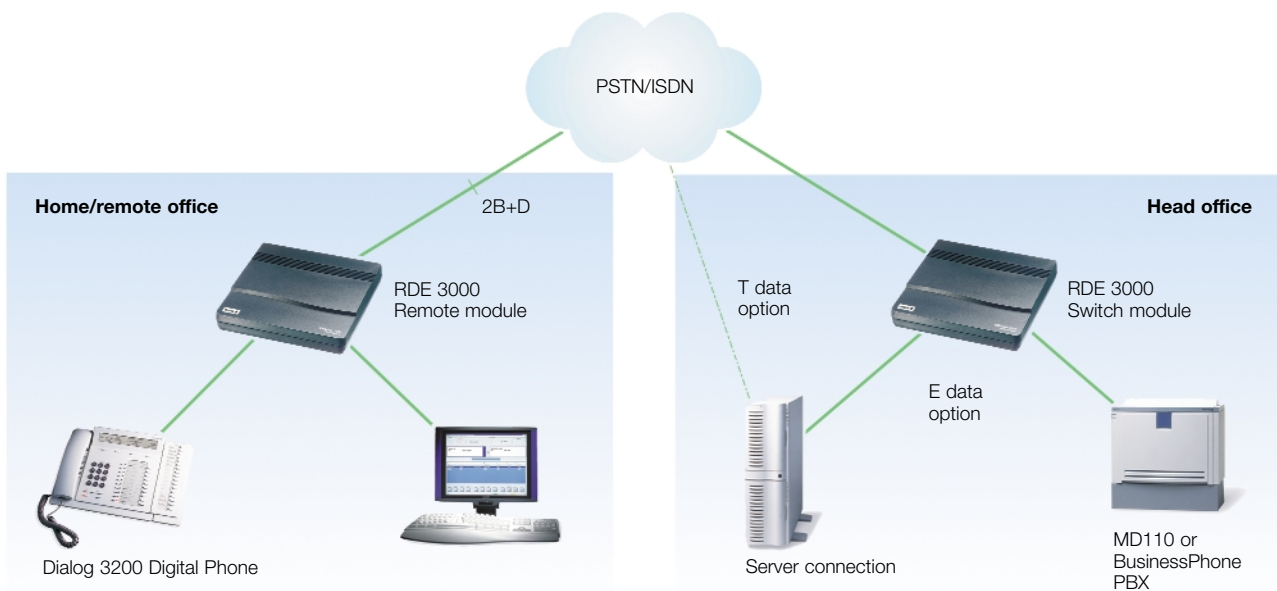 PSTN/ISDN
Home/remote office
2B+D
RDE 3000
Remote module
Dialog 3200 Digital Phone
Head office
T data
option
RDE 3000
Switch module
E data
option
Server connection
MD110 or
BusinessPhone
PBX